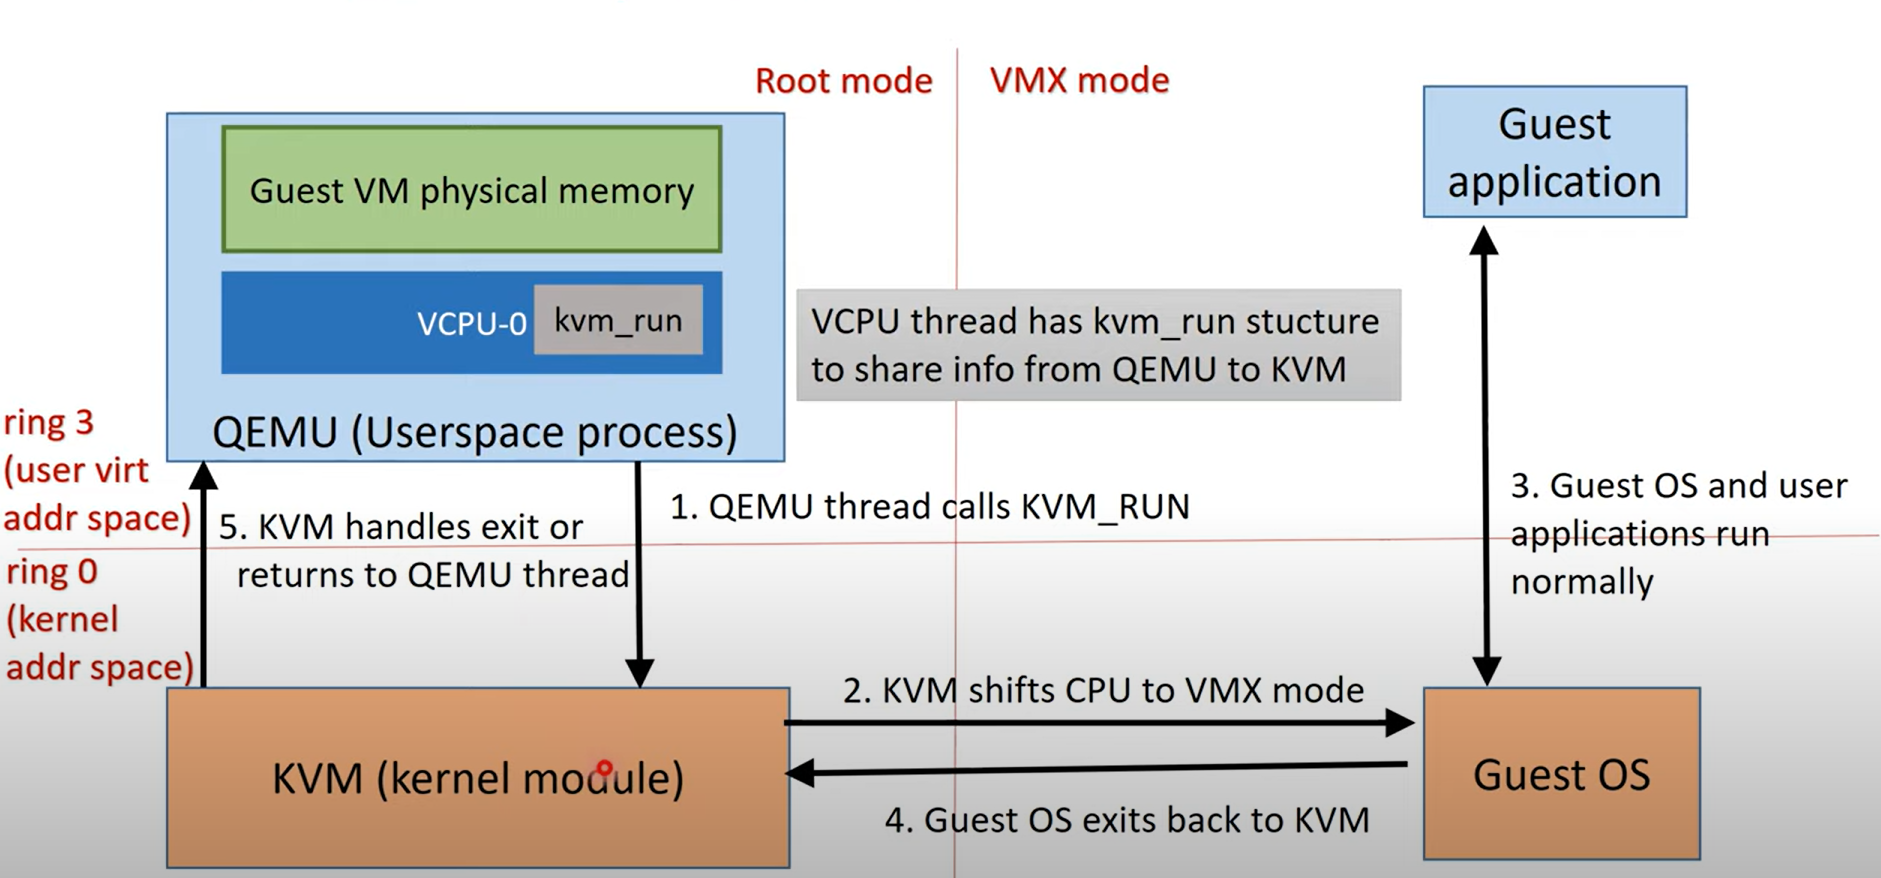 Root mode
VMX mode
Guest
application
Guest VM physical memory
VCPU-0
kvm_run
VCPU thread has kvm_run stucture
to share info from QEMU to KVM
QEMU (Userspace process)
ring 3
(user virt
addr space)
ring 0
(kernel
addr space)
1. QEMU thread calls KVM_RUN
5. KVM handles exit or
returns to QEMU thread
3. Guest OS and user
applications run
normally
2. KVM shifts CPU to VMX mode
KVM (kernel module)
Guest OS
4. Guest OS exits back to KVM